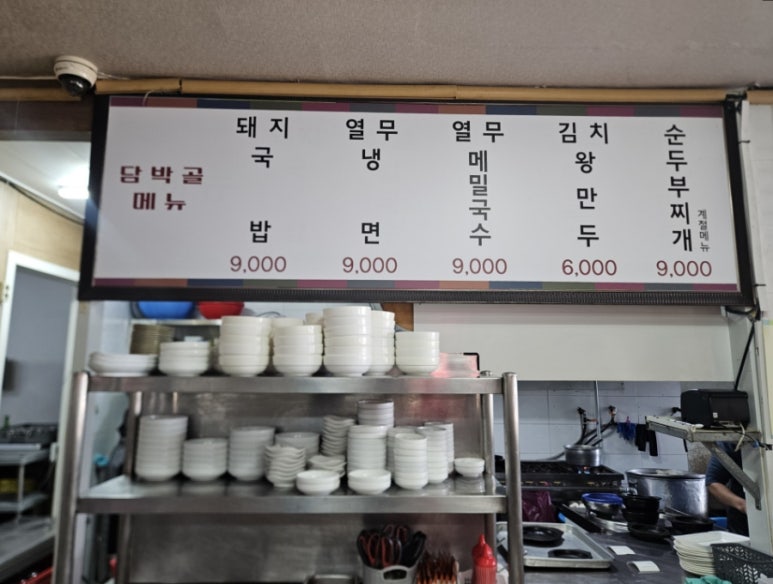 담박골
메뉴
돼지국밥
9,000
열무냉면
9,000
열무메밀국수
9,000
김치왕만두
6,000
순두부찌개
계절메뉴
9,000